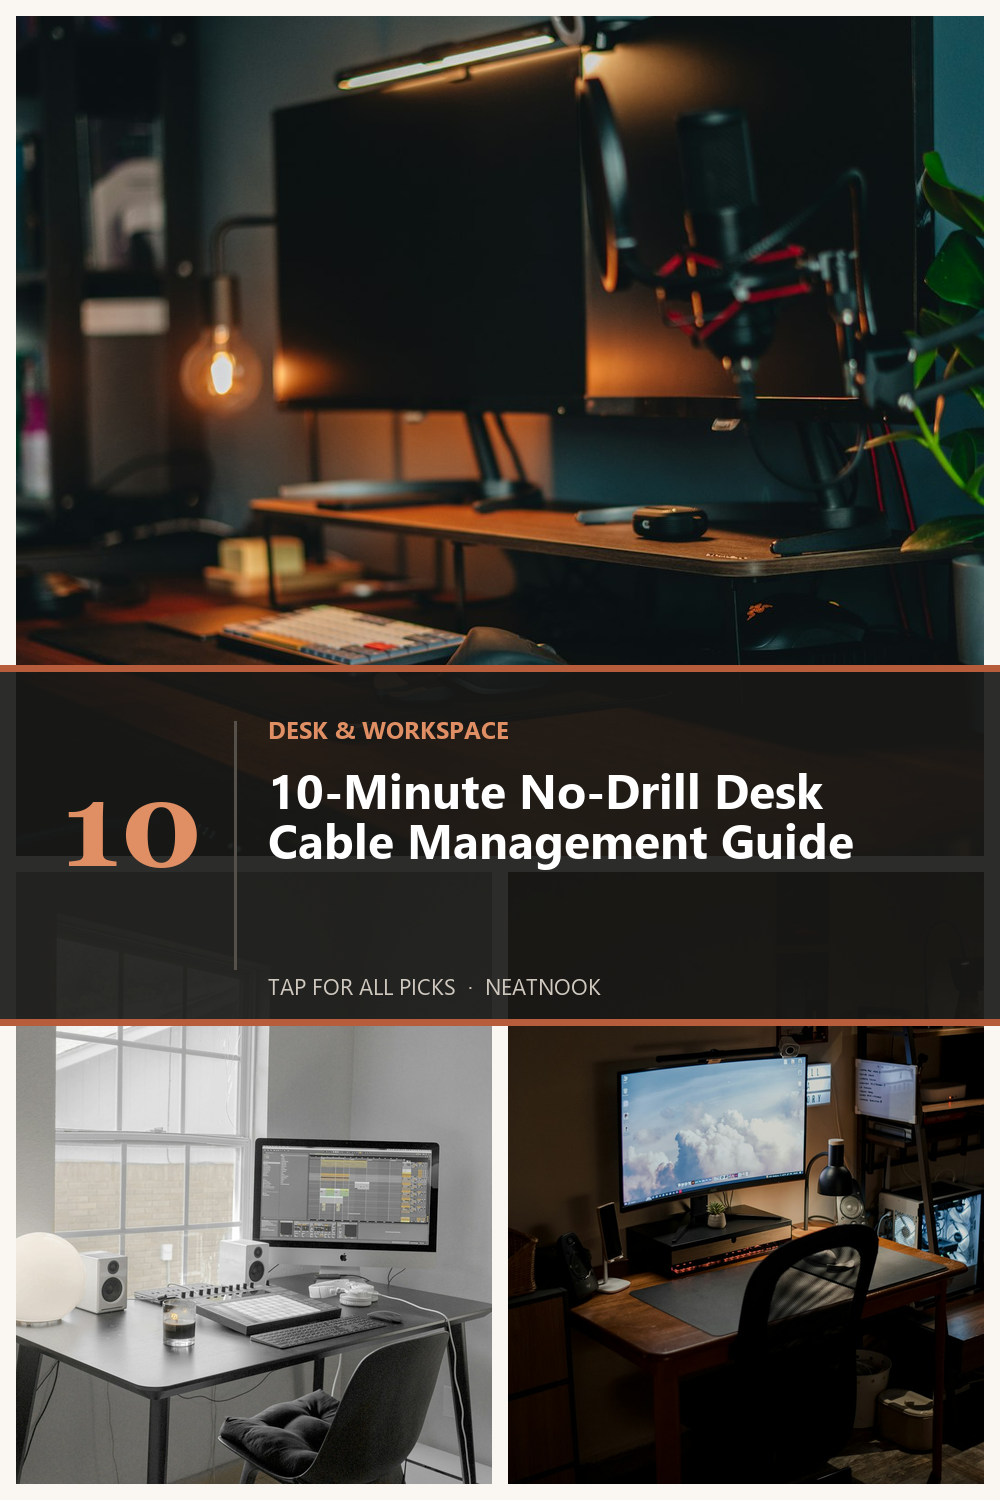 DESK & WORKSPACE
10
10-Minute No-Drill Desk
Cable Management Guide
TAP FOR ALL PICKS · NEATNOOK